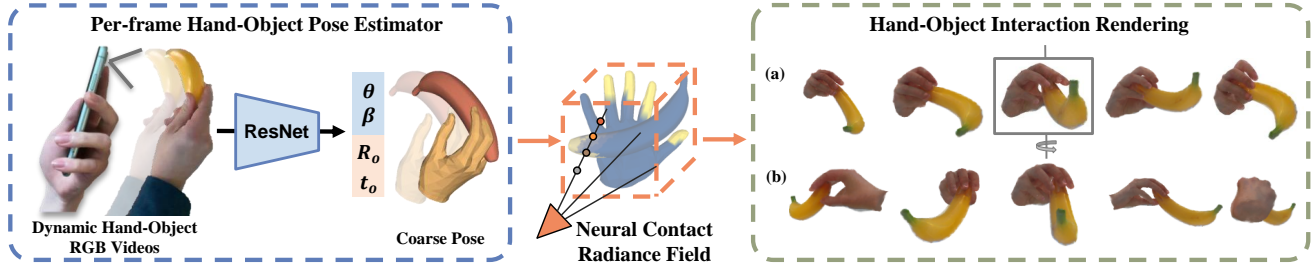 Per-frame Hand-Object Pose Estimator
Dynamic Hand-Object
RGB Videos
ResNet
θ
β
R_o
t_o
Coarse Pose
Neural Contact
Radiance Field
Hand-Object Interaction Rendering
(a)
(b)